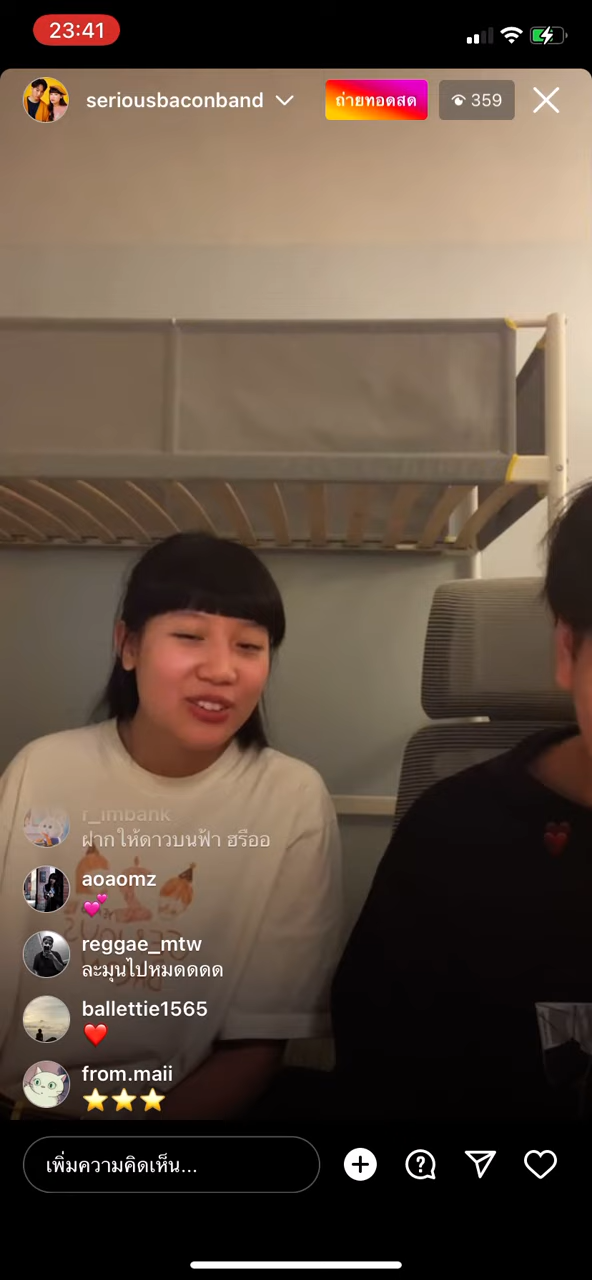 23:41
seriousbaconband
ถ่ายทอดสด
359
r_imbank
ฝากให้ดาวบนฟ้า ฮรืออ
aoaomz
💕
reggae_mtw
ละมุนไปหมดดดด
ballettie1565
❤️
from.maii
⭐⭐⭐
เพิ่มความคิดเห็น...